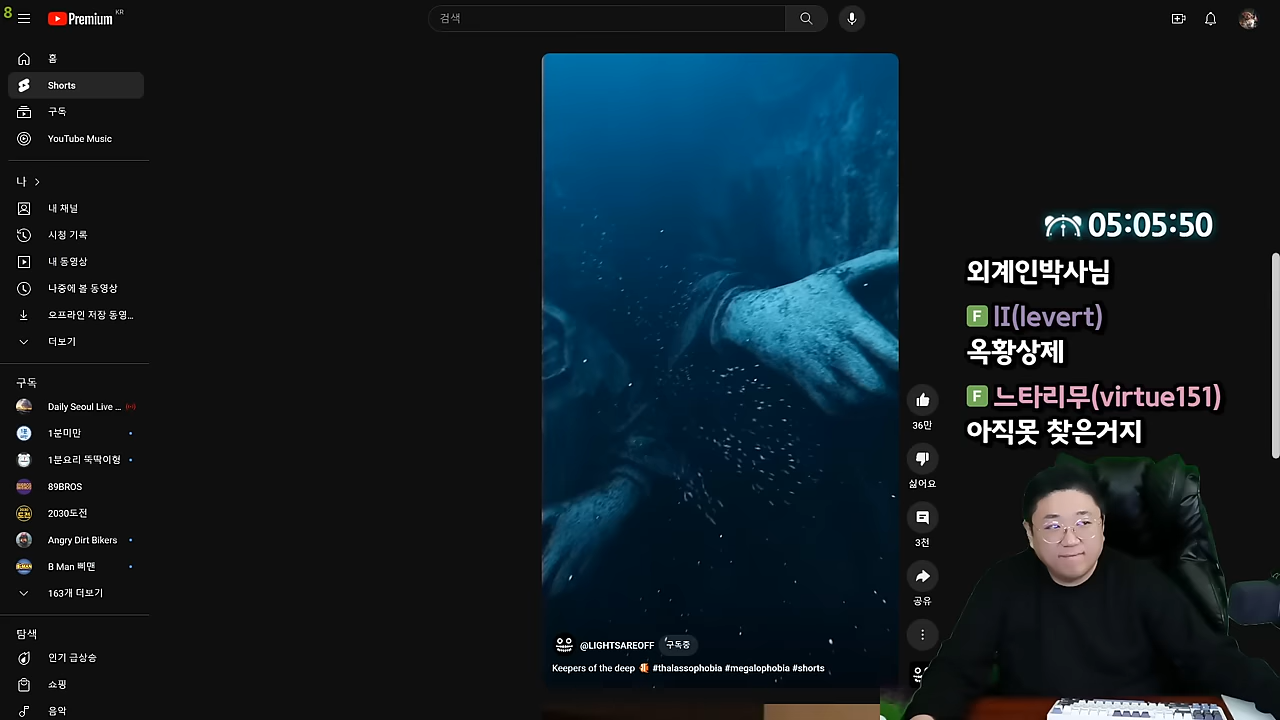 8
Premium KR
검색
홈
Shorts
구독
YouTube Music
나
내 채널
시청 기록
내 동영상
나중에 볼 동영상
오프라인 저장 동영...
더보기
구독
Daily Seoul Live ...
1분미만
1분요리 뚝딱이형
89BROS
2030도전
Angry Dirt Bikers
B Man 삐맨
163개 더보기
탐색
인기 급상승
쇼핑
음악
@LIGHTSAREOFF 구독중
Keepers of the deep #thalassophobia #megalophobia #shorts
36만
싫어요
3천
공유
05:05:50
외계인박사님
F lI(levert)
옥황상제
F 느타리무(virtue151)
아직못 찾은거지